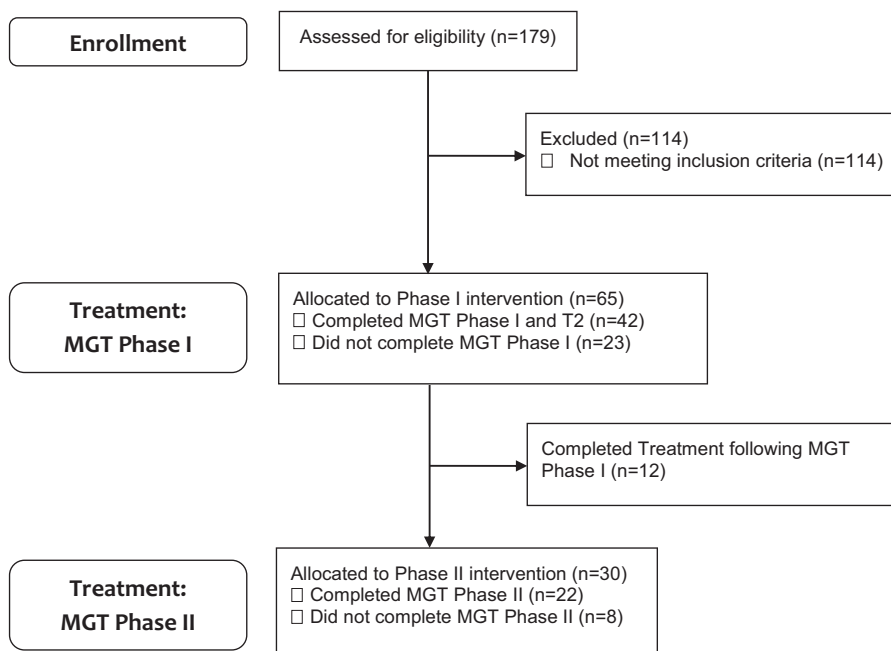 Enrollment
Assessed for eligibility (n=179)
Excluded (n=114)
□ Not meeting inclusion criteria (n=114)
Treatment:
MGT Phase I
Allocated to Phase I intervention (n=65)
□ Completed MGT Phase I and T2 (n=42)
□ Did not complete MGT Phase I (n=23)
Completed Treatment following MGT
Phase I (n=12)
Treatment:
MGT Phase II
Allocated to Phase II intervention (n=30)
□ Completed MGT Phase II (n=22)
□ Did not complete MGT Phase II (n=8)